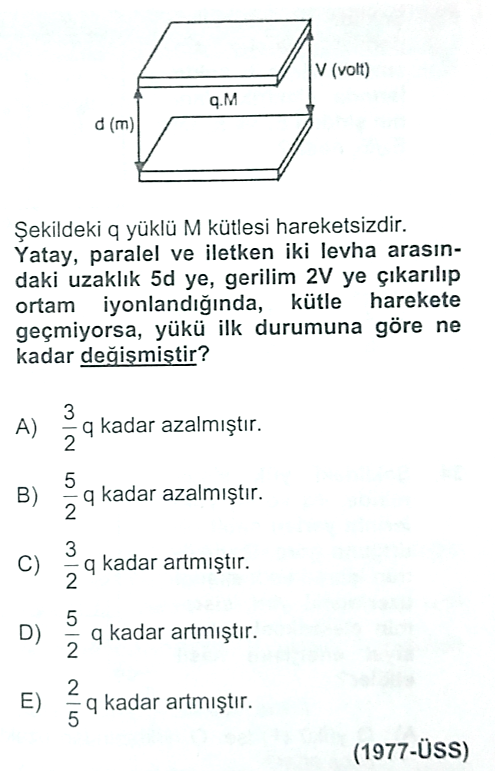 V (volt)
q.M
d (m)
Şekildeki q yüklü M kütlesi hareketsizdir.
Yatay, paralel ve iletken iki levha arasın-
daki uzaklık 5d ye, gerilim 2V ye çıkarılıp
ortam iyonlandığında, kütle harekete
geçmiyorsa, yükü ilk durumuna göre ne
kadar değişmiştir?
A) 3/2 q kadar azalmıştır.
B) 5/2 q kadar azalmıştır.
C) 3/2 q kadar artmıştır.
D) 5/2 q kadar artmıştır.
E) 2/5 q kadar artmıştır.
(1977-ÜSS)